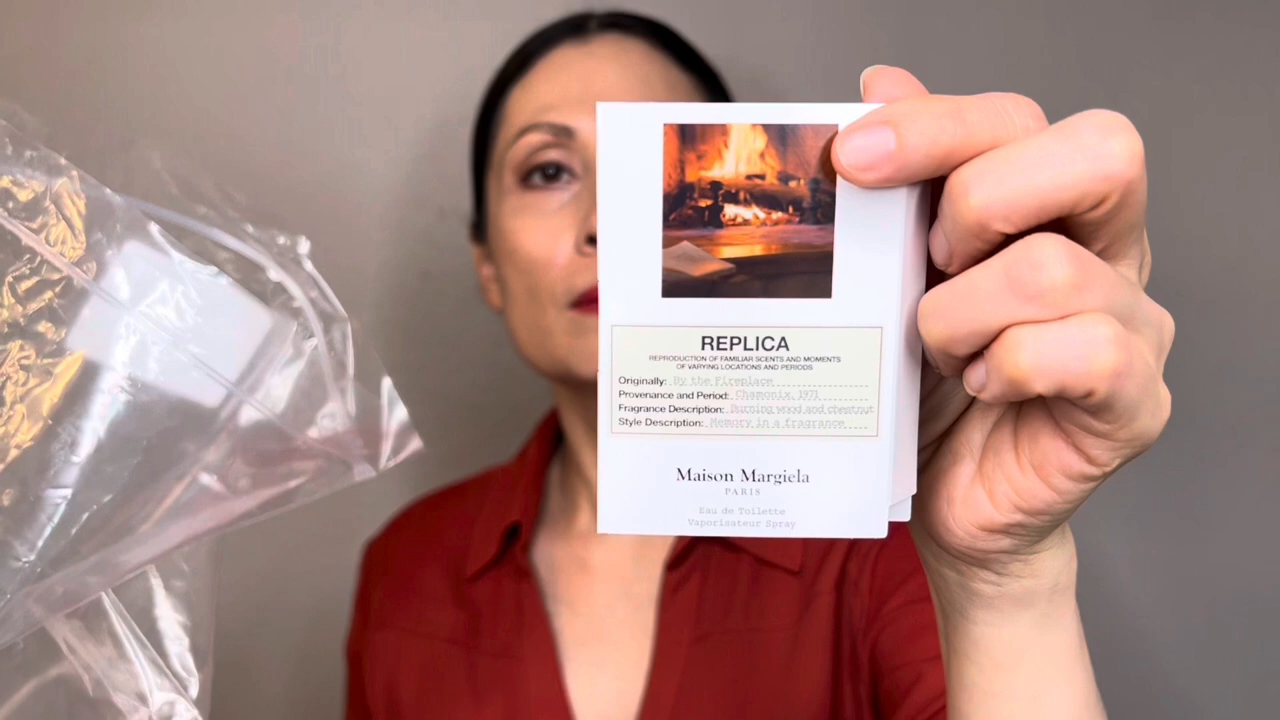 REPLICA
REPRODUCTION OF FAMILIAR SCENTS AND MOMENTS
OF VARYING LOCATIONS AND PERIODS
Originally: By the Fireplace
Provenance and Period: Chamonix, 1971
Fragrance Description: Burning wood and chestnut
Style Description: Memory in a fragrance
Maison Margiela
PARIS
Eau de Toilette
Vaporisateur Spray